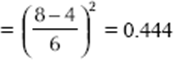 = ( (8 – 4) / 6 )² = 0.444